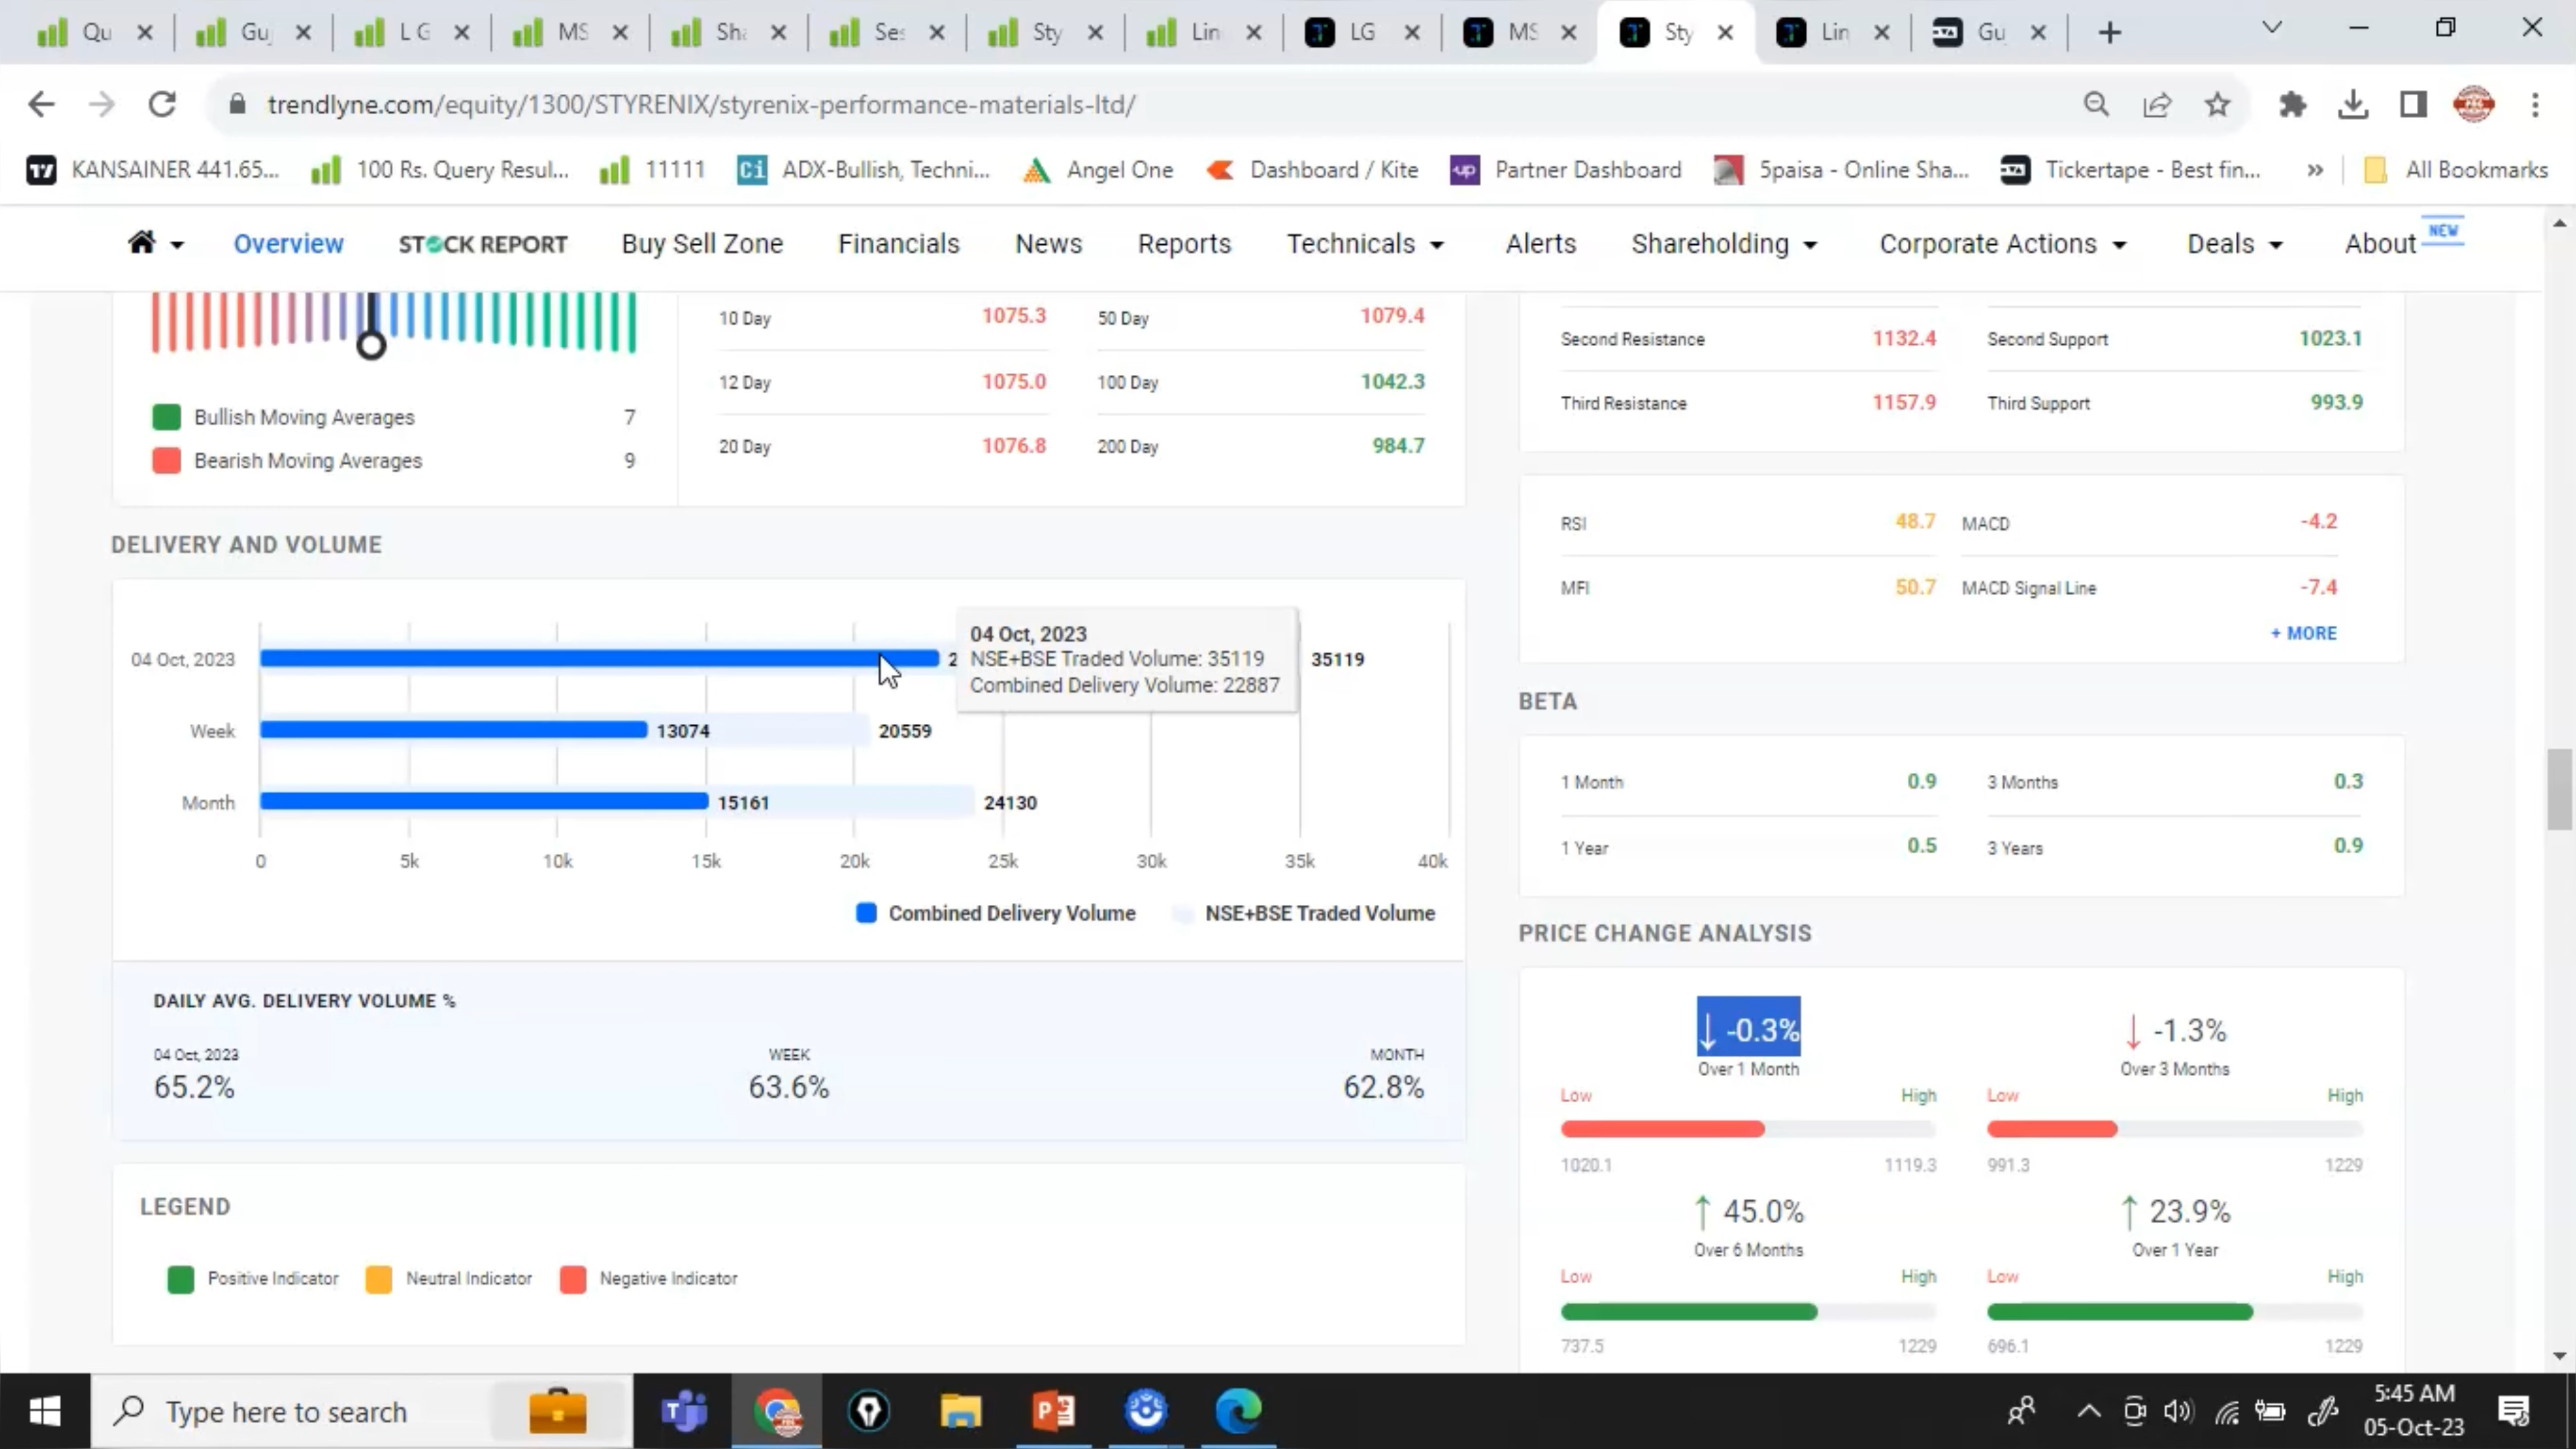 Qu
Guj
L G
MS
Sha
Ses
Sty
Lin
LG
MS
Sty
Lin
Gu
trendlyne.com/equity/1300/STYRENIX/styrenix-performance-materials-ltd/
KANSAINER 441.65... 100 Rs. Query Resul... 11111 ADX-Bullish, Techni... Angel One Dashboard / Kite Partner Dashboard 5paisa - Online Sha... Tickertape - Best fin... » All Bookmarks
Overview STOCK REPORT Buy Sell Zone Financials News Reports Technicals Alerts Shareholding Corporate Actions Deals About NEW
10 Day 1075.3 50 Day 1079.4
12 Day 1075.0 100 Day 1042.3
20 Day 1076.8 200 Day 984.7
Bullish Moving Averages 7
Bearish Moving Averages 9
Second Resistance 1132.4 Second Support 1023.1
Third Resistance 1157.9 Third Support 993.9
RSI 48.7 MACD -4.2
MFI 50.7 MACD Signal Line -7.4
+ MORE
DELIVERY AND VOLUME
04 Oct, 2023 2 35119
04 Oct, 2023
NSE+BSE Traded Volume: 35119
Combined Delivery Volume: 22887
Week 13074 20559
Month 15161 24130
0 5k 10k 15k 20k 25k 30k 35k 40k
Combined Delivery Volume NSE+BSE Traded Volume
DAILY AVG. DELIVERY VOLUME %
04 Oct, 2023 WEEK MONTH
65.2% 63.6% 62.8%
LEGEND
Positive Indicator Neutral Indicator Negative Indicator
BETA
1 Month 0.9 3 Months 0.3
1 Year 0.5 3 Years 0.9
PRICE CHANGE ANALYSIS
↓ -0.3% ↓ -1.3%
Over 1 Month Over 3 Months
Low High Low High
1020.1 1119.3 991.3 1229
↑ 45.0% ↑ 23.9%
Over 6 Months Over 1 Year
Low High Low High
737.5 1229 696.1 1229
Type here to search
5:45 AM
05-Oct-23